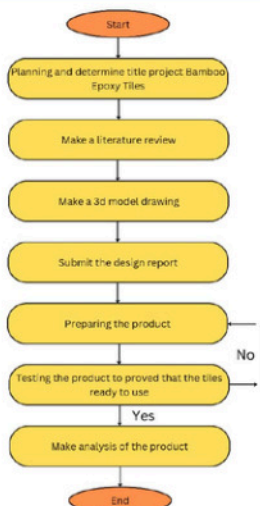 Start
Planning and determine title project Bamboo
Epoxy Tiles
Make a literature review
Make a 3d model drawing
Submit the design report
Preparing the product
No
Testing the product to proved that the tiles
ready to use
Yes
Make analysis of the product
End